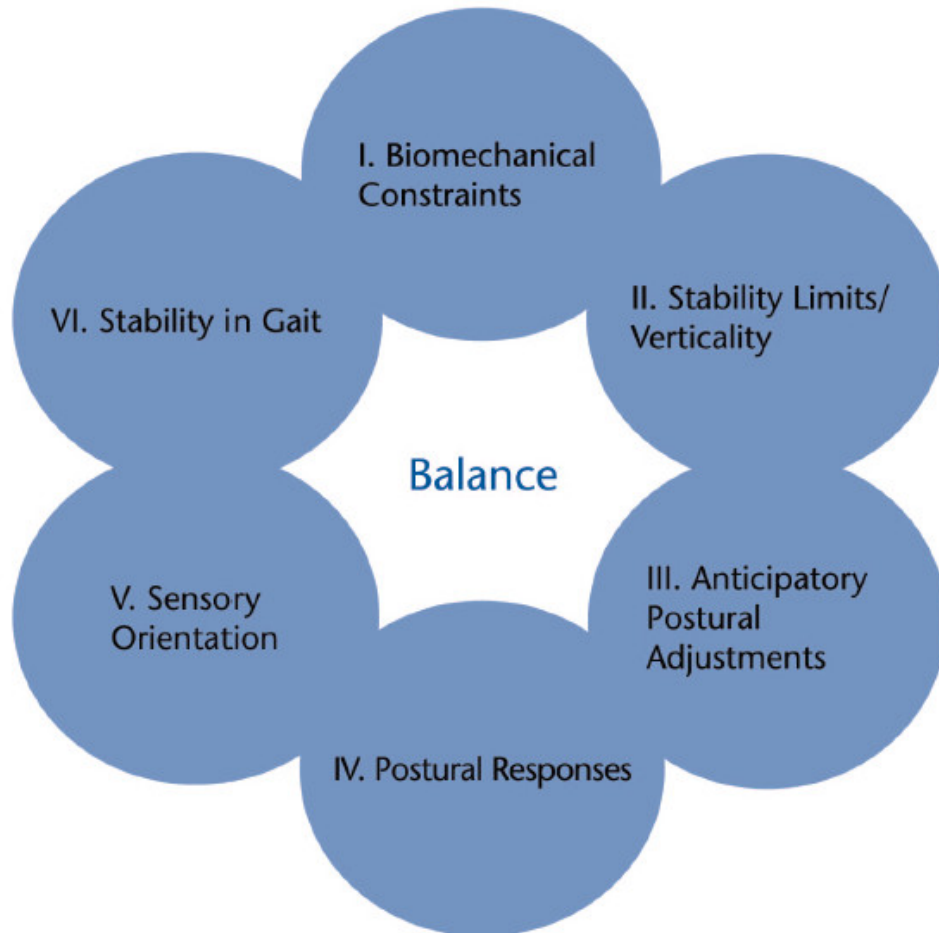 I. Biomechanical
Constraints
II. Stability Limits/
Verticality
III. Anticipatory
Postural
Adjustments
IV. Postural Responses
V. Sensory
Orientation
VI. Stability in Gait
Balance